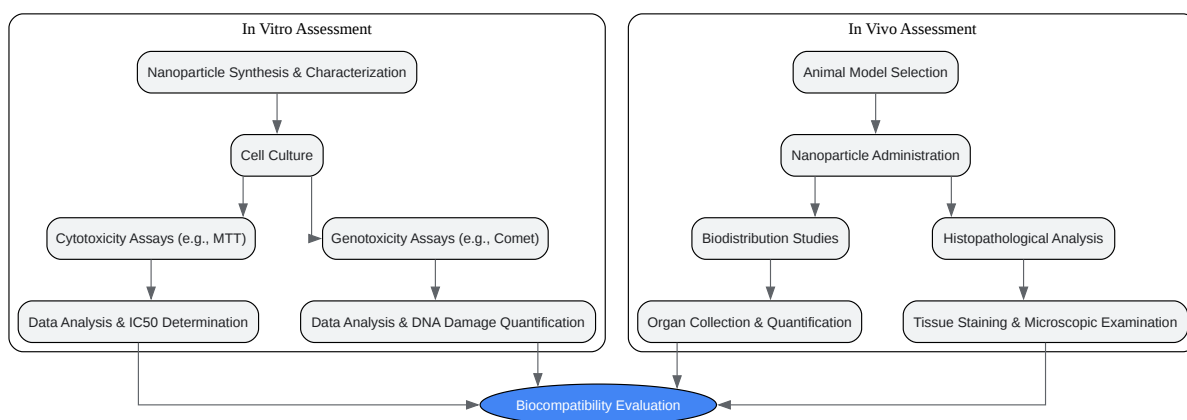 In Vitro Assessment
Nanoparticle Synthesis & Characterization
Cell Culture
Cytotoxicity Assays (e.g., MTT)
Genotoxicity Assays (e.g., Comet)
Data Analysis & IC50 Determination
Data Analysis & DNA Damage Quantification
In Vivo Assessment
Animal Model Selection
Nanoparticle Administration
Biodistribution Studies
Histopathological Analysis
Organ Collection & Quantification
Tissue Staining & Microscopic Examination
Biocompatibility Evaluation